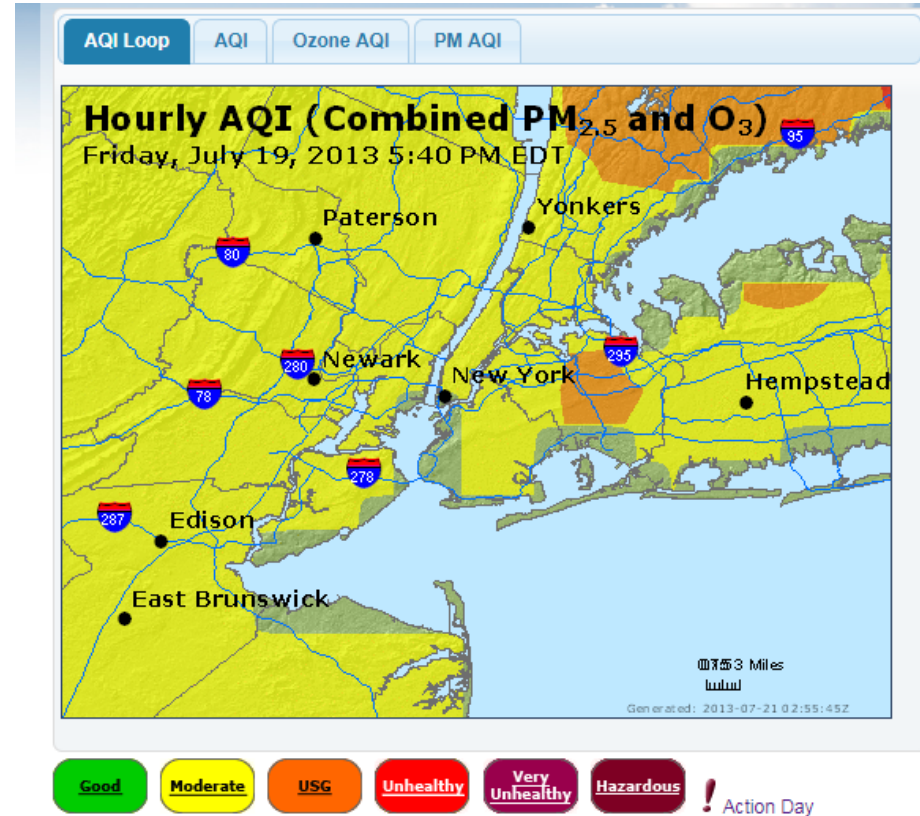 AQI Loop AQI Ozone AQI PM AQI
Hourly AQI (Combined PM2.5 and O3)
Friday, July 19, 2013 5:40 PM EDT
95
Yonkers
Paterson
80
295
280
Newark
New York
Hempstead
78
278
287
Edison
East Brunswick
Miles
Generated: 2013-07-21 02:55:45Z
Good Moderate USG Unhealthy Very Unhealthy Hazardous ! Action Day